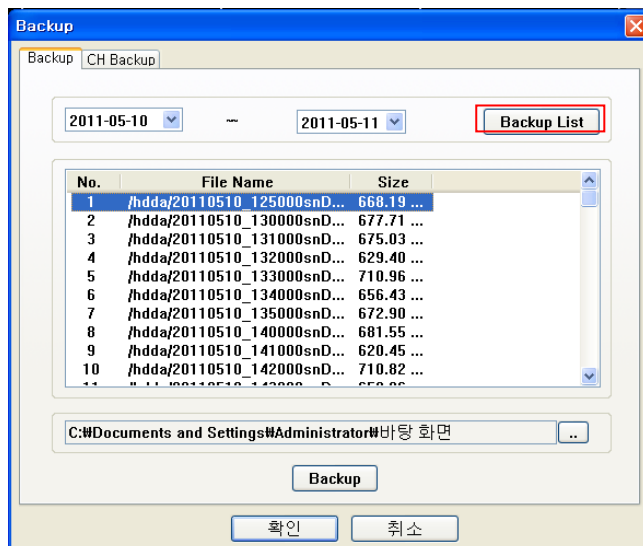 Backup
Backup CH Backup
2011-05-10 ~ 2011-05-11 Backup List
No. File Name Size
1 /hdda/20110510_125000snD... 668.19 ...
2 /hdda/20110510_130000snD... 677.71 ...
3 /hdda/20110510_131000snD... 675.03 ...
4 /hdda/20110510_132000snD... 629.40 ...
5 /hdda/20110510_133000snD... 710.96 ...
6 /hdda/20110510_134000snD... 656.43 ...
7 /hdda/20110510_135000snD... 672.90 ...
8 /hdda/20110510_140000snD... 681.55 ...
9 /hdda/20110510_141000snD... 620.45 ...
10 /hdda/20110510_142000snD... 710.82 ...
C:₩Documents and Settings₩Administrator₩바탕 화면 ..
Backup
확인 취소